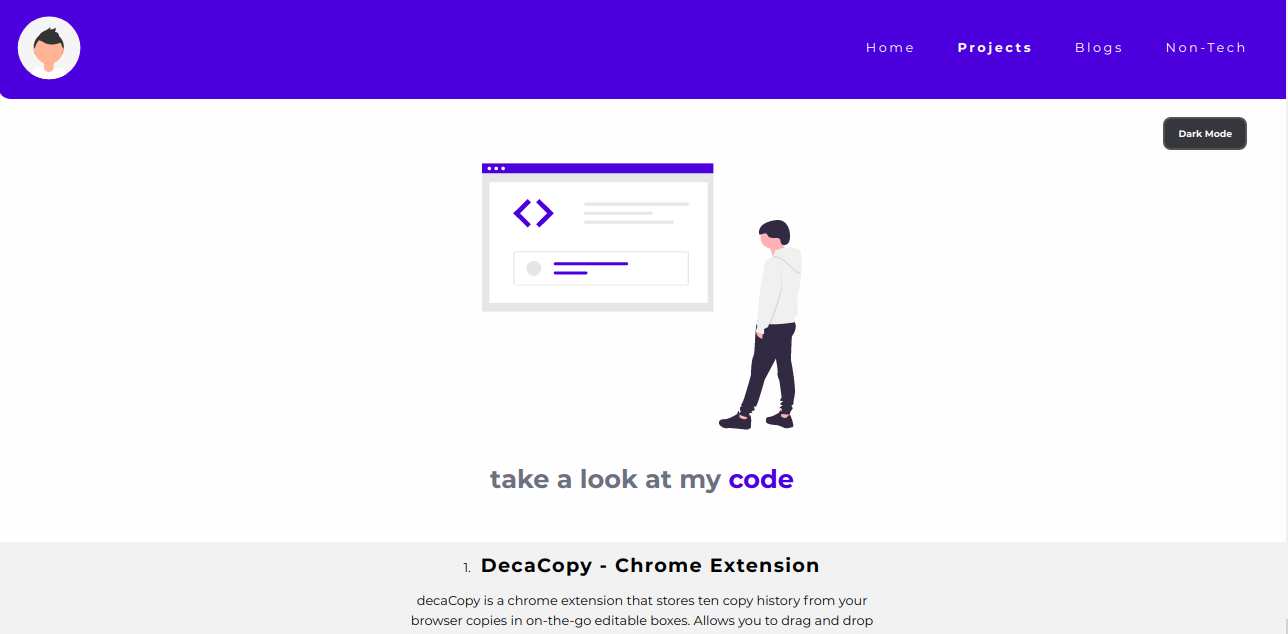 Home Projects Blogs Non-Tech
Dark Mode
take a look at my code
1. DecaCopy - Chrome Extension
decaCopy is a chrome extension that stores ten copy history from your
browser copies in on-the-go editable boxes. Allows you to drag and drop